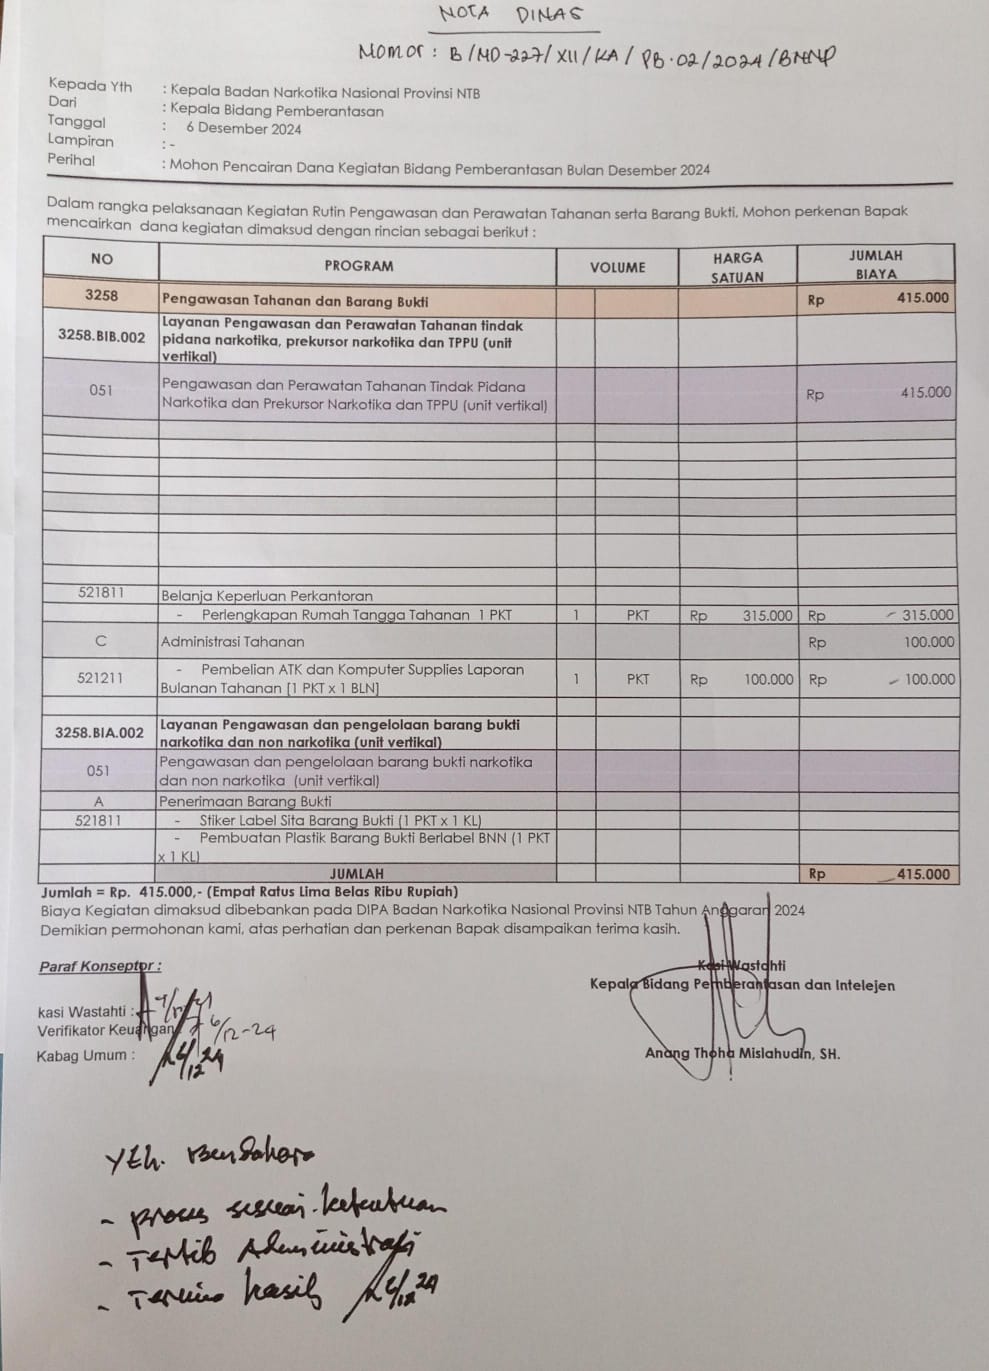 NOTA DINAS
Nomor : B/ND-227/XII/KA/PB.02/2024/BNNP
Kepada Yth : Kepala Badan Narkotika Nasional Provinsi NTB
Dari : Kepala Bidang Pemberantasan
Tanggal : 6 Desember 2024
Lampiran : -
Perihal : Mohon Pencairan Dana Kegiatan Bidang Pemberantasan Bulan Desember 2024
Dalam rangka pelaksanaan Kegiatan Rutin Pengawasan dan Perawatan Tahanan serta Barang Bukti, Mohon perkenan Bapak
mencairkan dana kegiatan dimaksud dengan rincian sebagai berikut :
NO PROGRAM VOLUME HARGA SATUAN JUMLAH BIAYA
3258 Pengawasan Tahanan dan Barang Bukti Rp 415.000
3258.BIB.002 Layanan Pengawasan dan Perawatan Tahanan tindak
pidana narkotika, prekursor narkotika dan TPPU (unit
vertikal)
051 Pengawasan dan Perawatan Tahanan Tindak Pidana
Narkotika dan Prekursor Narkotika dan TPPU (unit vertikal) Rp 415.000
521811 Belanja Keperluan Perkantoran
- Perlengkapan Rumah Tangga Tahanan 1 PKT 1 PKT Rp 315.000 Rp 315.000
C Administrasi Tahanan Rp 100.000
521211 - Pembelian ATK dan Komputer Supplies Laporan
Bulanan Tahanan [1 PKT x 1 BLN] 1 PKT Rp 100.000 Rp 100.000
3258.BIA.002 Layanan Pengawasan dan pengelolaan barang bukti
narkotika dan non narkotika (unit vertikal)
051 Pengawasan dan pengelolaan barang bukti narkotika
dan non narkotika (unit vertikal)
A Penerimaan Barang Bukti
521811 - Stiker Label Sita Barang Bukti (1 PKT x 1 KL)
- Pembuatan Plastik Barang Bukti Berlabel BNN (1 PKT
x 1 KL)
JUMLAH Rp 415.000
Jumlah = Rp. 415.000,- (Empat Ratus Lima Belas Ribu Rupiah)
Biaya Kegiatan dimaksud dibebankan pada DIPA Badan Narkotika Nasional Provinsi NTB Tahun Anggaran 2024
Demikian permohonan kami, atas perhatian dan perkenan Bapak disampaikan terima kasih.
Paraf Konseptor :
Kasi Wastahti
Kepala Bidang Pemberantasan dan Intelejen
kasi Wastahti :
Verifikator Keuangan 6/12-24
Kabag Umum : 6/12 24
Anang Thoha Mislahudin, SH.
Yth. Bendahara
- proses sesuai ketentuan
- Tertib Administrasi
- Terima kasih 6/12 24